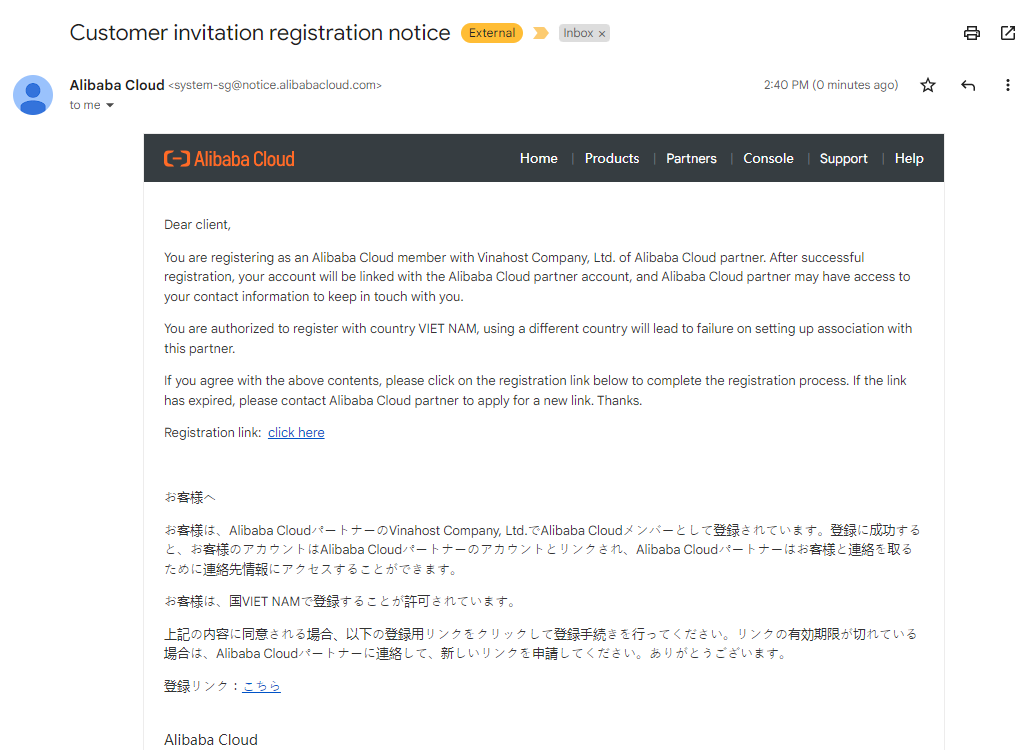 Customer invitation registration notice External Inbox ×
Alibaba Cloud <system-sg@notice.alibabacloud.com> 2:40 PM (0 minutes ago)
to me
Alibaba Cloud Home | Products | Partners | Console | Support | Help
Dear client,
You are registering as an Alibaba Cloud member with Vinahost Company, Ltd. of Alibaba Cloud partner. After successful
registration, your account will be linked with the Alibaba Cloud partner account, and Alibaba Cloud partner may have access to
your contact information to keep in touch with you.
You are authorized to register with country VIET NAM, using a different country will lead to failure on setting up association with
this partner.
If you agree with the above contents, please click on the registration link below to complete the registration process. If the link
has expired, please contact Alibaba Cloud partner to apply for a new link. Thanks.
Registration link: click here
お客様へ
お客様は、Alibaba CloudパートナーのVinahost Company, Ltd.でAlibaba Cloudメンバーとして登録されています。登録に成功する
と、お客様のアカウントはAlibaba Cloudパートナーのアカウントとリンクされ、Alibaba Cloudパートナーはお客様と連絡を取る
ために連絡先情報にアクセスすることができます。
お客様は、国VIET NAMで登録することが許可されています。
上記の内容に同意される場合、以下の登録用リンクをクリックして登録手続きを行ってください。リンクの有効期限が切れている
場合は、Alibaba Cloudパートナーに連絡して、新しいリンクを申請してください。ありがとうございます。
登録リンク：こちら
Alibaba Cloud